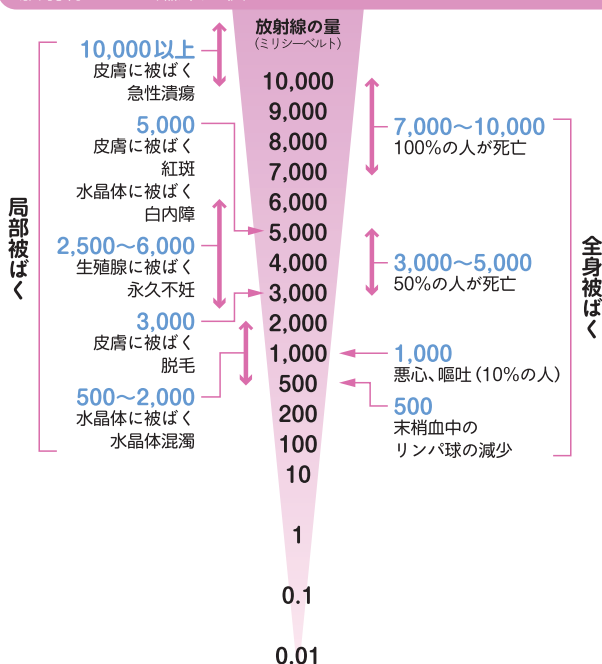 放射線の量
(ミリシーベルト)
局部被ばく
10,000以上
皮膚に被ばく
急性潰瘍
5,000
皮膚に被ばく
紅斑
水晶体に被ばく
白内障
2,500〜6,000
生殖腺に被ばく
永久不妊
3,000
皮膚に被ばく
脱毛
500〜2,000
水晶体に被ばく
水晶体混濁
10,000
9,000
8,000
7,000
6,000
5,000
4,000
3,000
2,000
1,000
500
200
100
10
1
0.1
0.01
全身被ばく
7,000〜10,000
100%の人が死亡
3,000〜5,000
50%の人が死亡
1,000
悪心、嘔吐(10%の人)
500
末梢血中の
リンパ球の減少